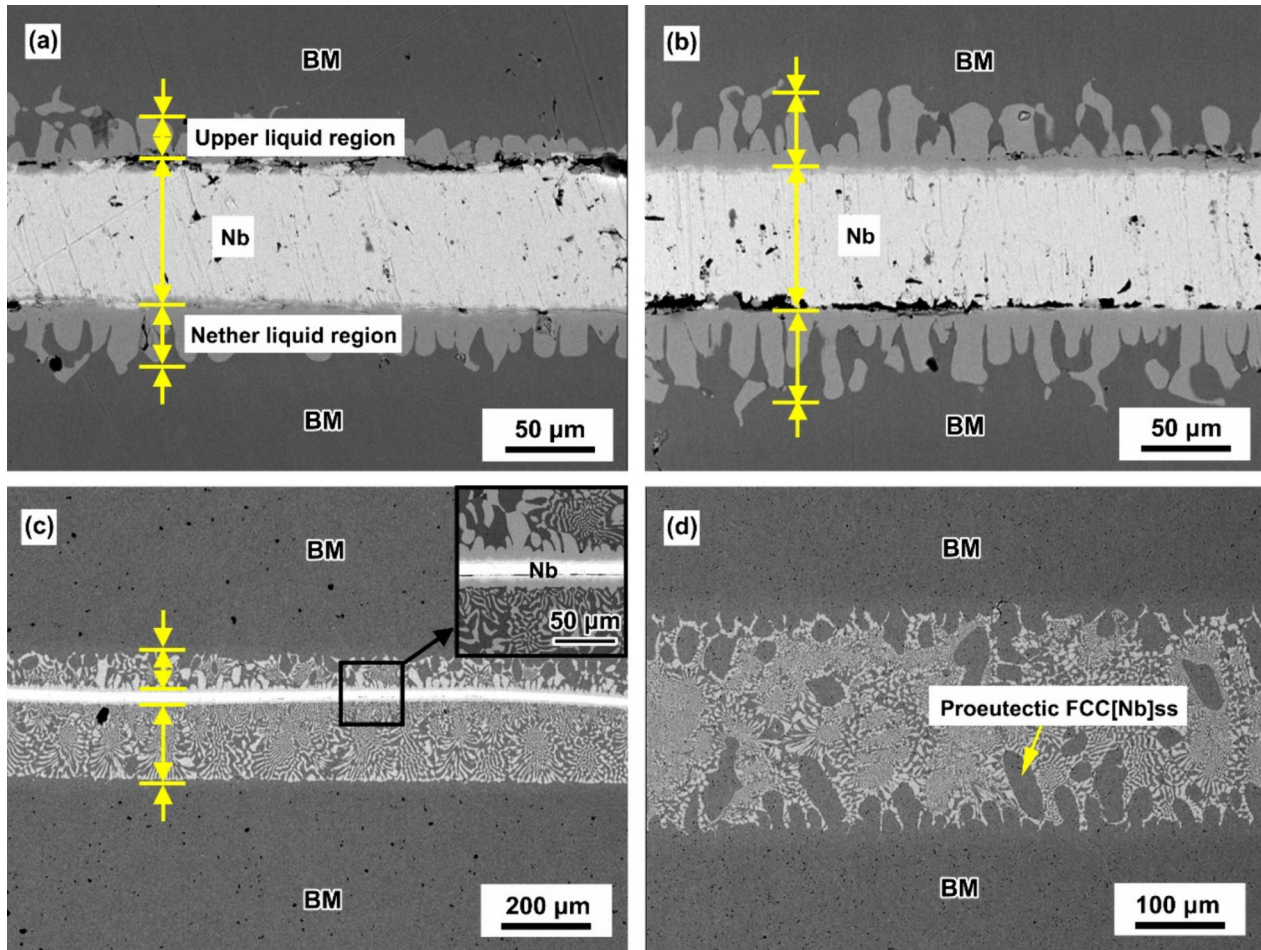 (a)
BM
Upper liquid region
Nb
Nether liquid region
BM
50 µm
(b)
BM
Nb
BM
50 µm
(c)
BM
Nb
50 µm
BM
200 µm
(d)
BM
Proeutectic FCC[Nb]ss
BM
100 µm